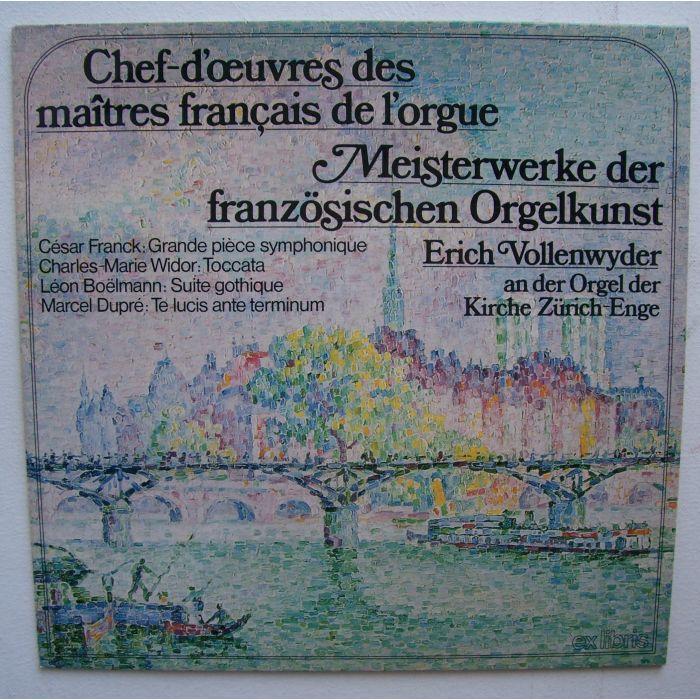 Chef-d'œuvres des
maîtres français de l'orgue
Meisterwerke der
französischen Orgelkunst
César Franck: Grande pièce symphonique
Charles-Marie Widor: Toccata
Léon Boëlmann: Suite gothique
Marcel Dupré: Te lucis ante terminum
Erich Vollenwyder
an der Orgel der
Kirche Zürich-Enge
ex libris